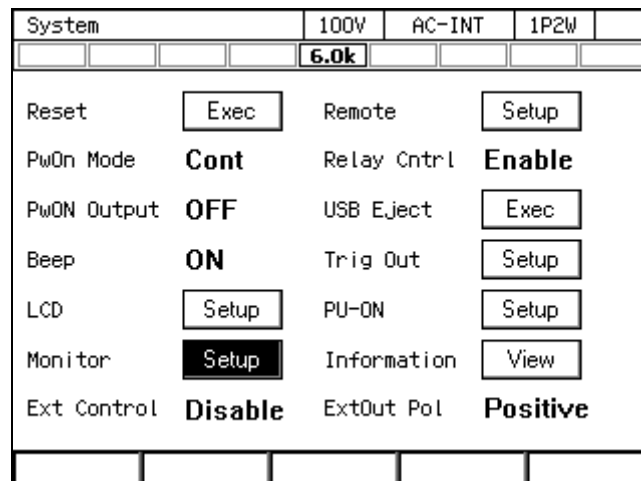 System 100V AC-INT 1P2W
6.0k
Reset Exec Remote Setup
PwOn Mode Cont Relay Cntrl Enable
PwON Output OFF USB Eject Exec
Beep ON Trig Out Setup
LCD Setup PU-ON Setup
Monitor Setup Information View
Ext Control Disable ExtOut Pol Positive